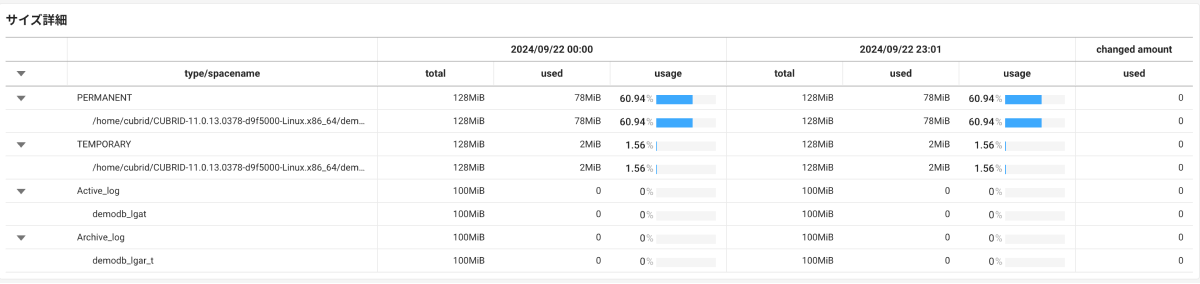 サイズ詳細
2024/09/22 00:00 2024/09/22 23:01 changed amount
type/spacename total used usage total used usage used
PERMANENT 128MiB 78MiB 60.94% 128MiB 78MiB 60.94% 0
/home/cubrid/CUBRID-11.0.13.0378-d9f5000-Linux.x86_64/dem... 128MiB 78MiB 60.94% 128MiB 78MiB 60.94% 0
TEMPORARY 128MiB 2MiB 1.56% 128MiB 2MiB 1.56% 0
/home/cubrid/CUBRID-11.0.13.0378-d9f5000-Linux.x86_64/dem... 128MiB 2MiB 1.56% 128MiB 2MiB 1.56% 0
Active_log 100MiB 0 0% 100MiB 0 0% 0
demodb_lgat 100MiB 0 0% 100MiB 0 0% 0
Archive_log 100MiB 0 0% 100MiB 0 0% 0
demodb_lgar_t 100MiB 0 0% 100MiB 0 0% 0